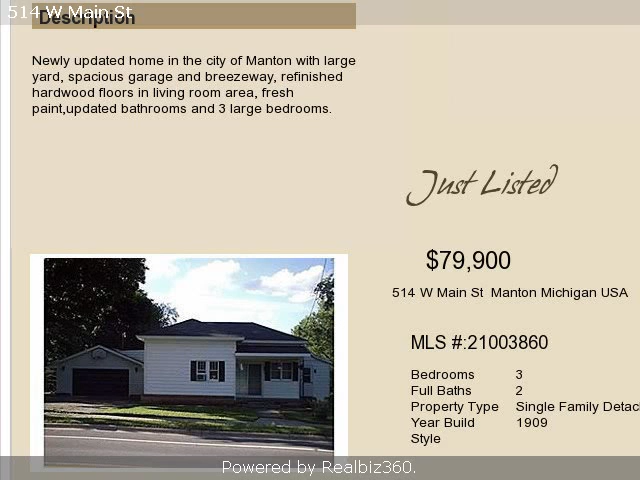 514 W Main St
Description
Newly updated home in the city of Manton with large
yard, spacious garage and breezeway, refinished
hardwood floors in living room area, fresh
paint,updated bathrooms and 3 large bedrooms.
Just Listed
$79,900
514 W Main St Manton Michigan USA
MLS #:21003860
Bedrooms 3
Full Baths 2
Property Type Single Family Detac
Year Build 1909
Style
Powered by Realbiz360.